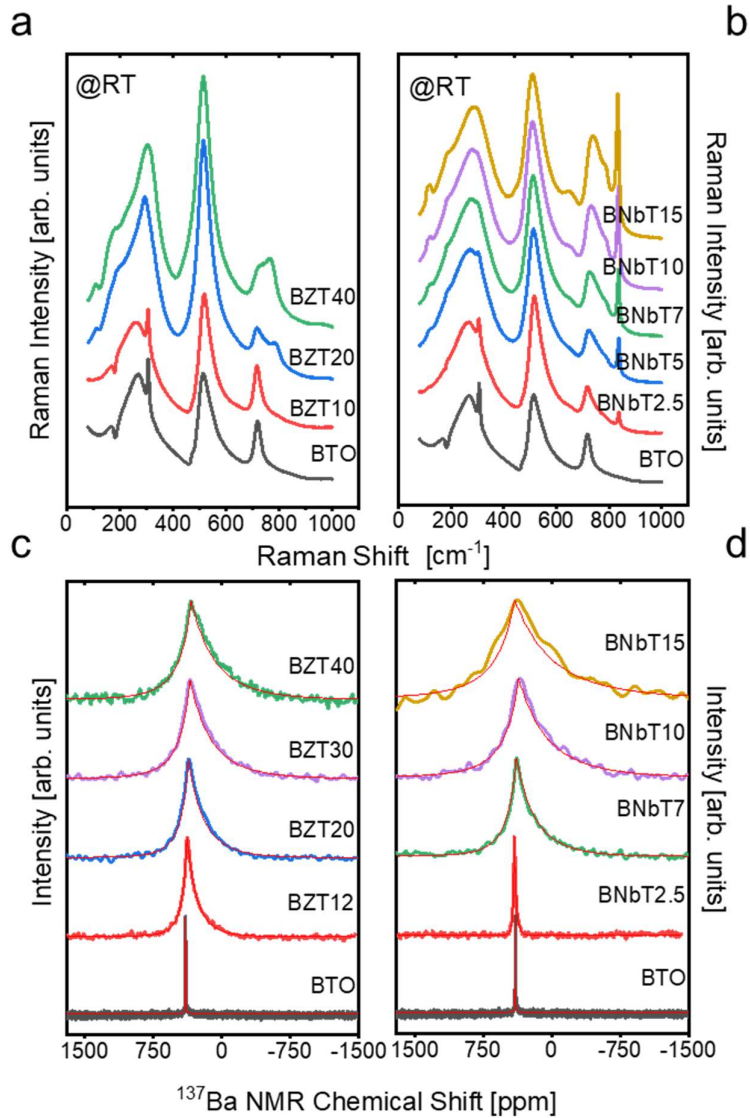 a
b
@RT
@RT
Raman Intensity [arb. units]
BZT40
BZT20
BZT10
BTO
BNbT15
BNbT10
BNbT7
BNbT5
BNbT2.5
BTO
Raman Intensity [arb. units]
0 200 400 600 800 1000
0 200 400 600 800 1000
Raman Shift [cm⁻¹]
c
d
Intensity [arb. units]
BZT40
BZT30
BZT20
BZT12
BTO
BNbT15
BNbT10
BNbT7
BNbT2.5
BTO
Intensity [arb. units]
1500 750 0 -750 -1500
1500 750 0 -750 -1500
¹³⁷Ba NMR Chemical Shift [ppm]